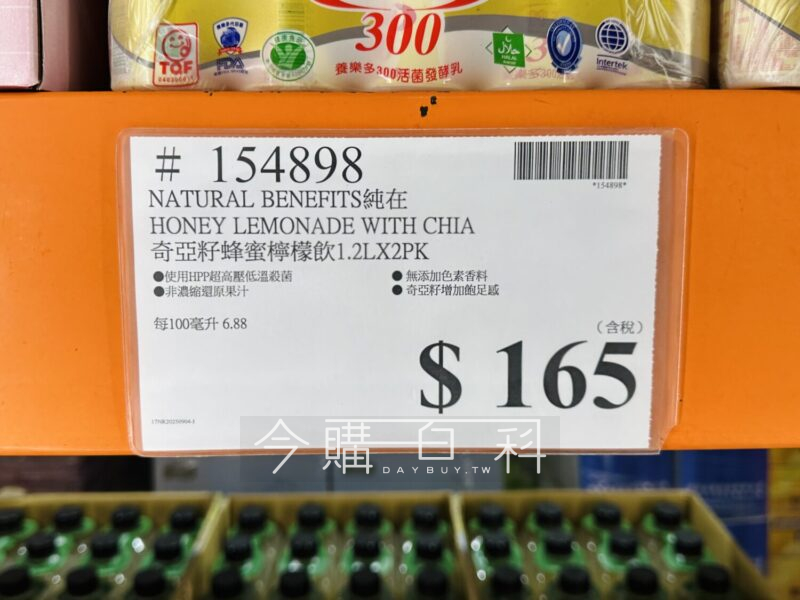 300
養樂多300活菌發酵乳
TQF
FDA
HALAL
Intertek
# 154898
*154898*
NATURAL BENEFITS純在
HONEY LEMONADE WITH CHIA
奇亞籽蜂蜜檸檬飲1.2LX2PK
●使用HPP超高壓低溫殺菌
● 無添加色素香料
●非濃縮還原果汁
● 奇亞籽增加飽足感
每100毫升 6.88
(含稅)
$ 165
今購百科
DAYBUY.TW